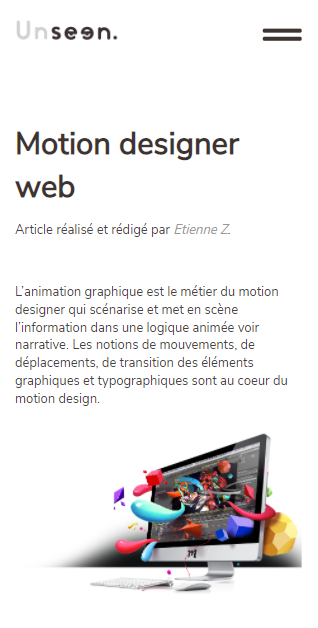 Unseen.
Motion designer
web
Article réalisé et rédigé par Etienne Z.
L'animation graphique est le métier du motion
designer qui scénarise et met en scène
l'information dans une logique animée voir
narrative. Les notions de mouvements, de
déplacements, de transition des éléments
graphiques et typographiques sont au coeur du
motion design.